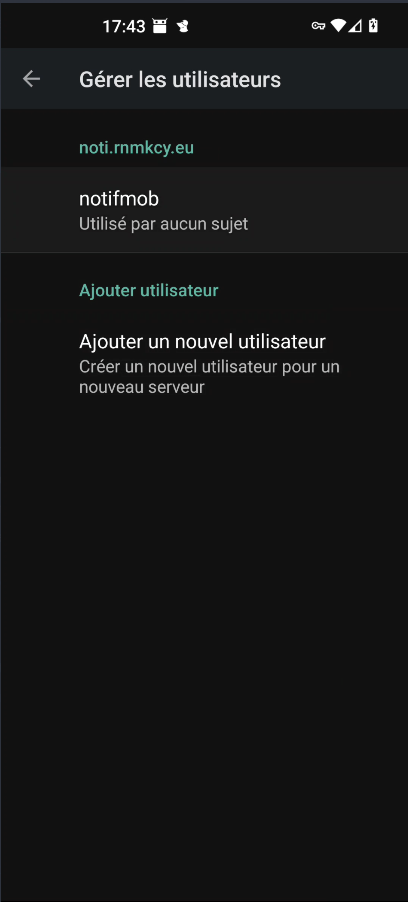 17:43
Gérer les utilisateurs
noti.rnmkcy.eu
notifmob
Utilisé par aucun sujet
Ajouter utilisateur
Ajouter un nouvel utilisateur
Créer un nouvel utilisateur pour un
nouveau serveur